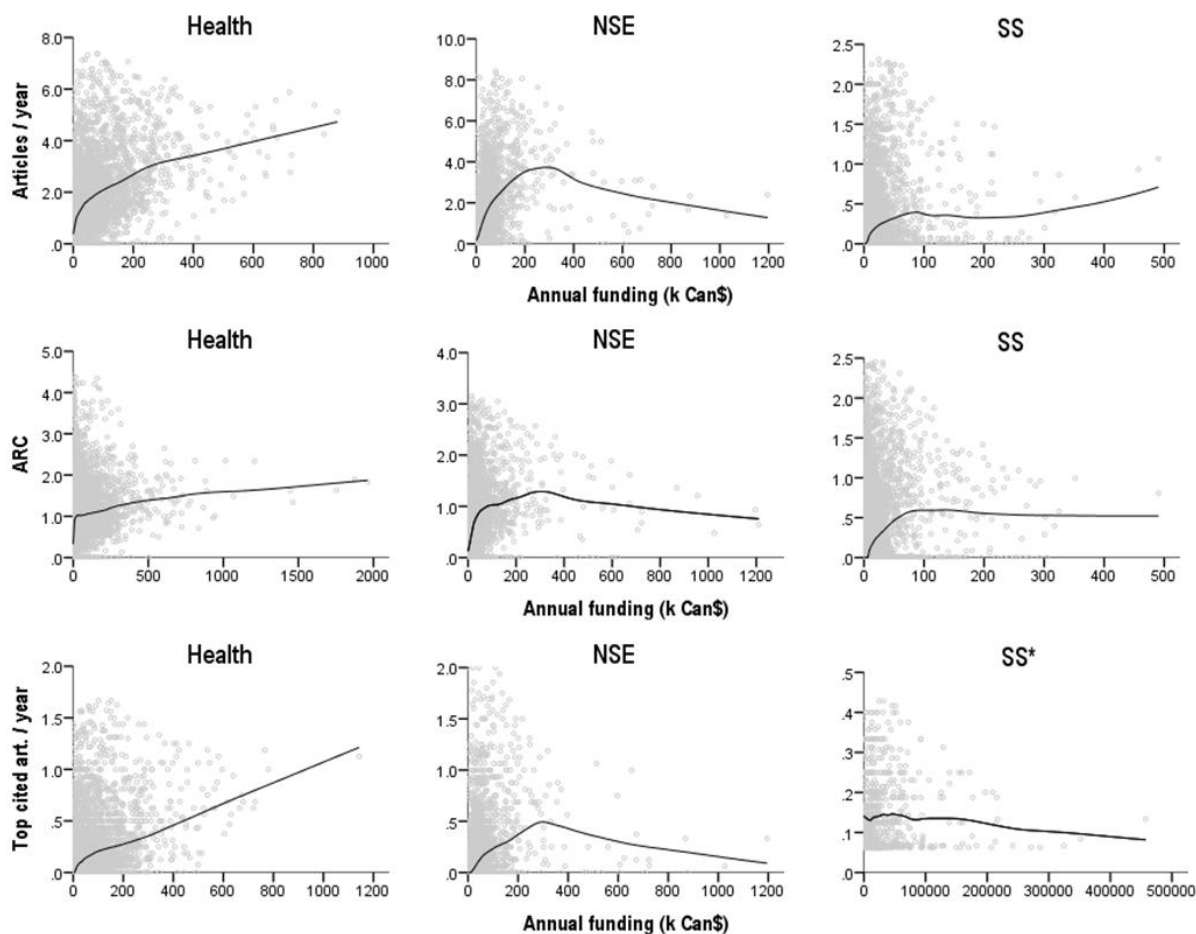 Health NSE SS
Articles / year
8.0 6.0 4.0 2.0 .0
0 200 400 600 800 1000
10.0 8.0 6.0 4.0 2.0 .0
0 200 400 600 800 1000 1200
2.5 2.0 1.5 1.0 .5 .0
0 100 200 300 400 500
Annual funding (k Can$)
Health NSE SS
ARC
5.0 4.0 3.0 2.0 1.0 .0
0 500 1000 1500 2000
4.0 3.0 2.0 1.0 .0
0 200 400 600 800 1000 1200
2.5 2.0 1.5 1.0 .5 .0
0 100 200 300 400 500
Annual funding (k Can$)
Health NSE SS*
Top cited art. / year
2.0 1.5 1.0 .5 .0
0 200 400 600 800 1000 1200
2.0 1.5 1.0 .5 .0
0 200 400 600 800 1000 1200
.5 .4 .3 .2 .1 .0
0 100000 200000 300000 400000 500000
Annual funding (k Can$)